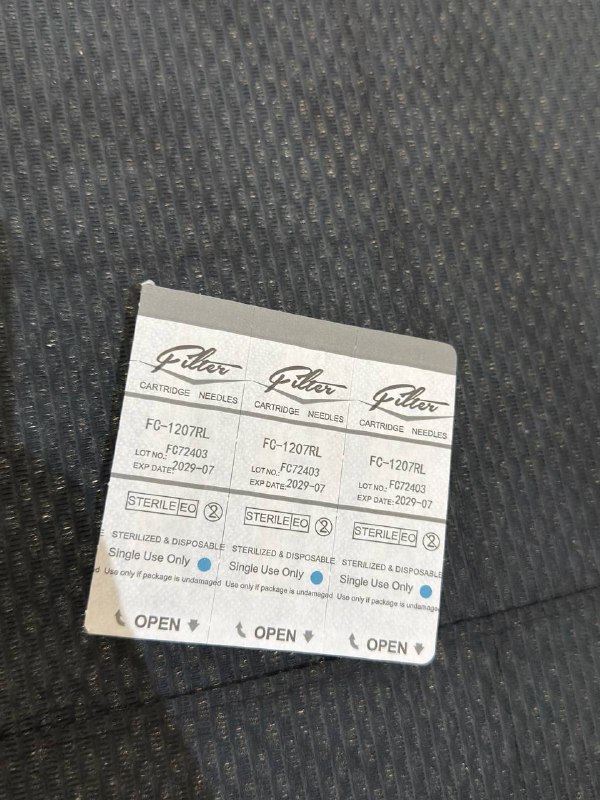 Filter
CARTRIDGE NEEDLES
FC-1207RL
LOT NO.: FC72403
EXP DATE: 2029-07
STERILE EO 2
STERILIZED & DISPOSABLE
Single Use Only
d Use only if package is undamaged
OPEN
Filter
CARTRIDGE NEEDLES
FC-1207RL
LOT NO.: FC72403
EXP DATE: 2029-07
STERILE EO 2
STERILIZED & DISPOSABLE
Single Use Only
Use only if package is undamaged
OPEN
Filter
CARTRIDGE NEEDLES
FC-1207RL
LOT NO.: FC72403
EXP DATE: 2029-07
STERILE EO 2
STERILIZED & DISPOSABLE
Single Use Only
Use only if package is undamaged
OPEN